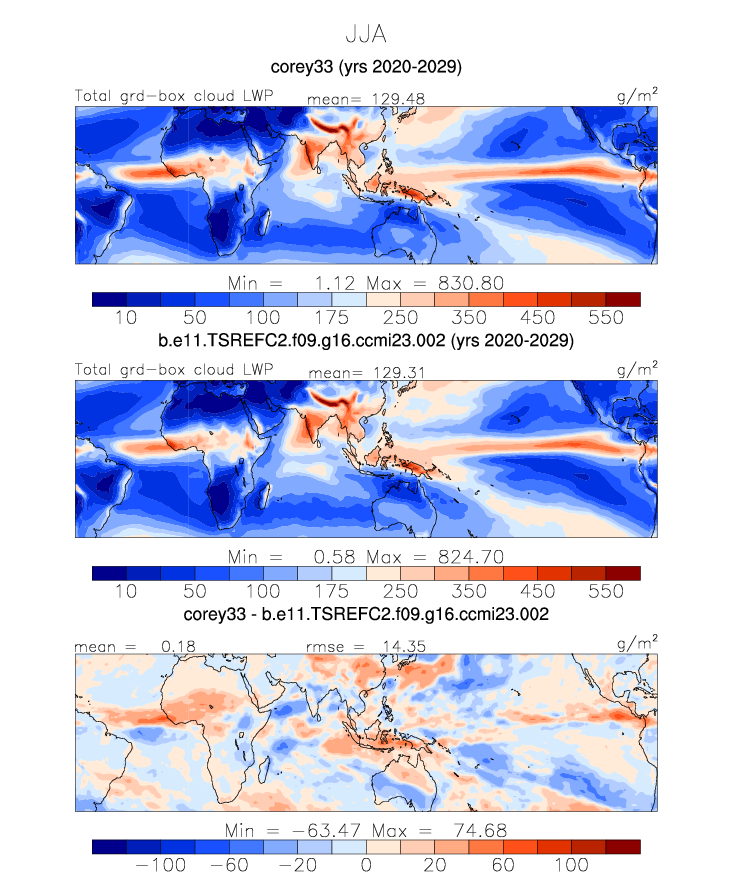 JJA
corey33 (yrs 2020-2029)
Total grd-box cloud LWP mean= 129.48 g/m²
Min = 1.12 Max = 830.80
10 50 100 175 250 350 450 550
b.e11.TSREFC2.f09.g16.ccmi23.002 (yrs 2020-2029)
Total grd-box cloud LWP mean= 129.31 g/m²
Min = 0.58 Max = 824.70
10 50 100 175 250 350 450 550
corey33 - b.e11.TSREFC2.f09.g16.ccmi23.002
mean = 0.18 rmse = 14.35 g/m²
Min = -63.47 Max = 74.68
-100 -60 -20 0 20 60 100